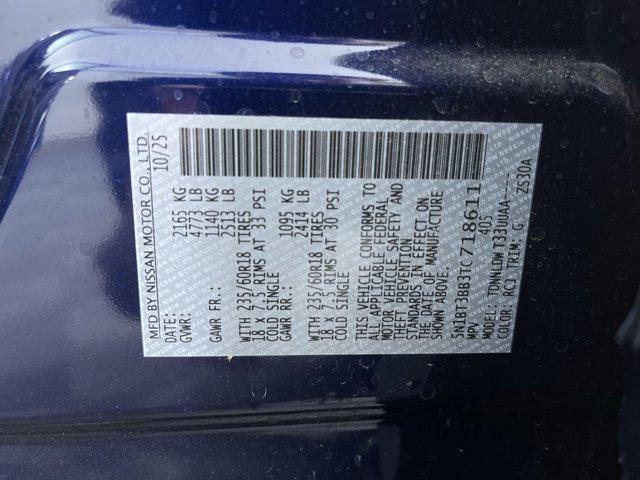 MFD BY NISSAN MOTOR CO., LTD.
DATE: 10/25
GVWR: 2165 KG
4773 LB
GAWR FR.: 1140 KG
2513 LB
WITH 235/60R18 TIRES
18 X 7.5 RIMS AT 33 PSI
COLD SINGLE
GAWR RR.: 1095 KG
2414 LB
WITH 235/60R18 TIRES
18 X 7.5 RIMS AT 30 PSI
COLD SINGLE
THIS VEHICLE CONFORMS TO
ALL APPLICABLE FEDERAL
MOTOR VEHICLE SAFETY AND
THEFT PREVENTION
STANDARDS IN EFFECT ON
THE DATE OF MANUFACTURE
SHOWN ABOVE.
5N1BT3BB3TC718611
MPV 405
MODEL: TDNNLDW T33UUAA-----
COLOR: RCJ TRIM: G ZS30A